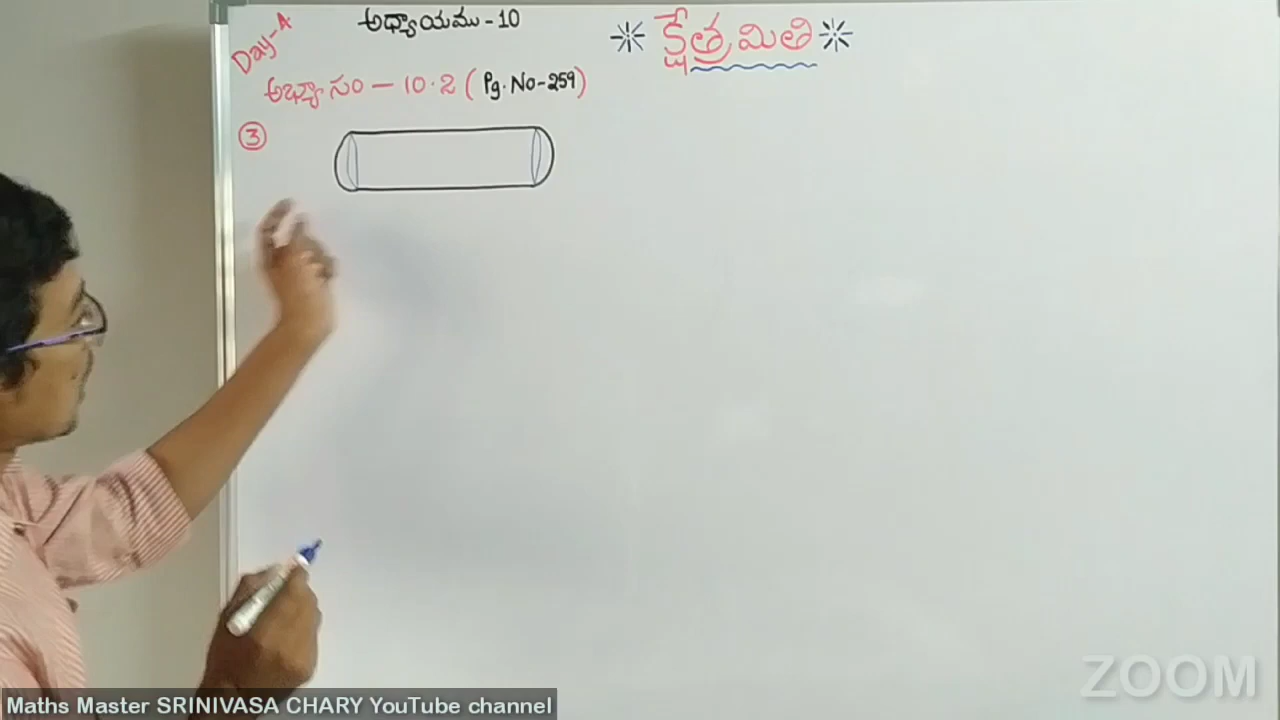 Day-A
అధ్యాయము - 10
* క్షేత్రమితి *
అభ్యాసం - 10.2 ( Pg. No-259 )
3
ZOOM
Maths Master SRINIVASA CHARY YouTube channel